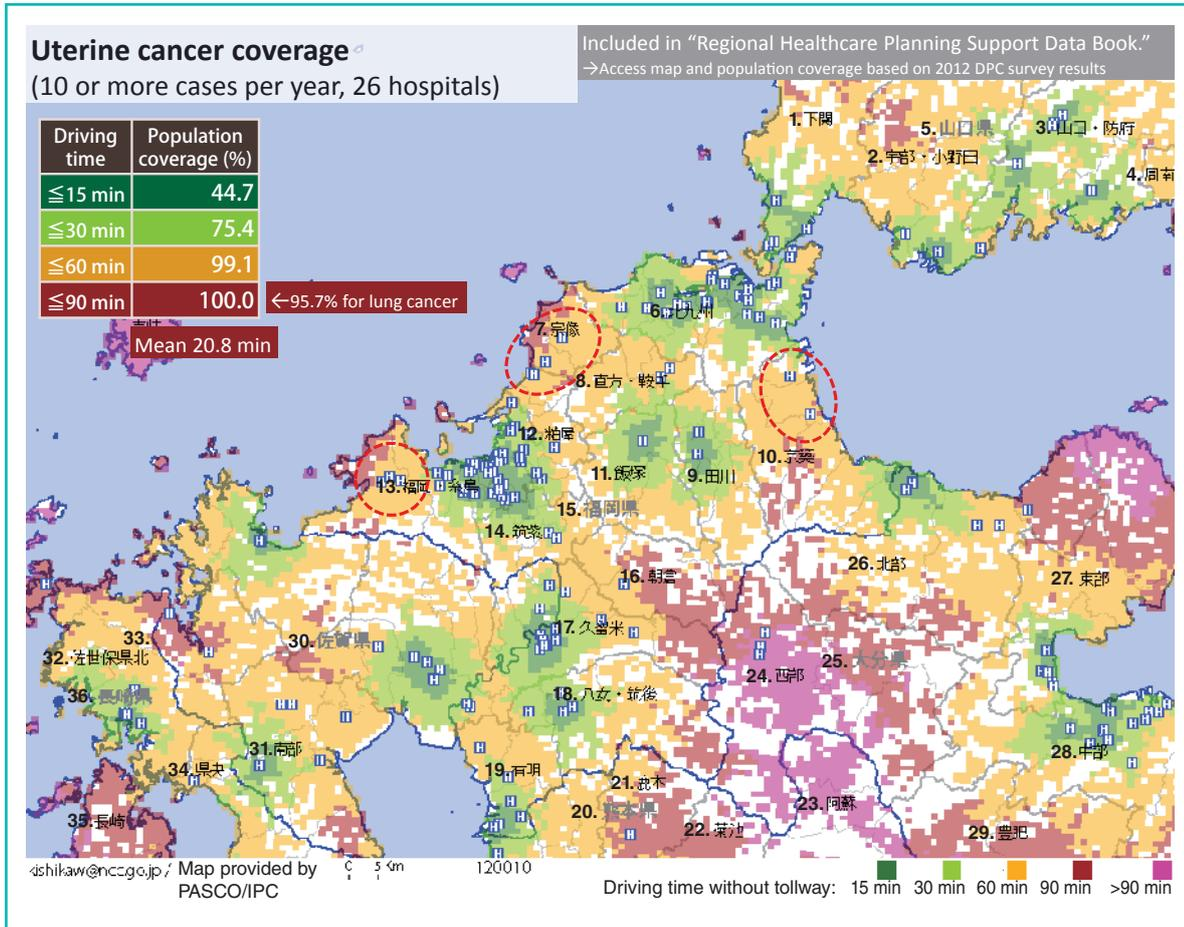 Uterine cancer coverage
(10 or more cases per year, 26 hospitals)
Included in “Regional Healthcare Planning Support Data Book.”
→Access map and population coverage based on 2012 DPC survey results
Driving time
Population coverage (%)
≦15 min 44.7
≦30 min 75.4
≦60 min 99.1
≦90 min 100.0
←95.7% for lung cancer
Mean 20.8 min
1.下関
5.山口県
3.山口・防府
2.宇部・小野田
4.周南
6.北九州
7.宗像
8.直方・鞍手
12.粕屋
10.京築
11.飯塚
9.田川
13.福岡・糸島
15.福岡県
14.筑紫
16.朝倉
26.北部
27.東部
17.久留米
33.
30.佐賀県
32.佐世保県北
25.大分県
24.西部
36.長崎県
18.八女・筑後
31.南部
28.中部
34.県央
19.有明
21.鹿本
20.熊本県
23.阿蘇
35.長崎
22.菊池
29.豊肥
kishikaw@ncc.go.jp / Map provided by
PASCO/IPC
0 5 Km
120010
Driving time without tollway: 15 min 30 min 60 min 90 min >90 min